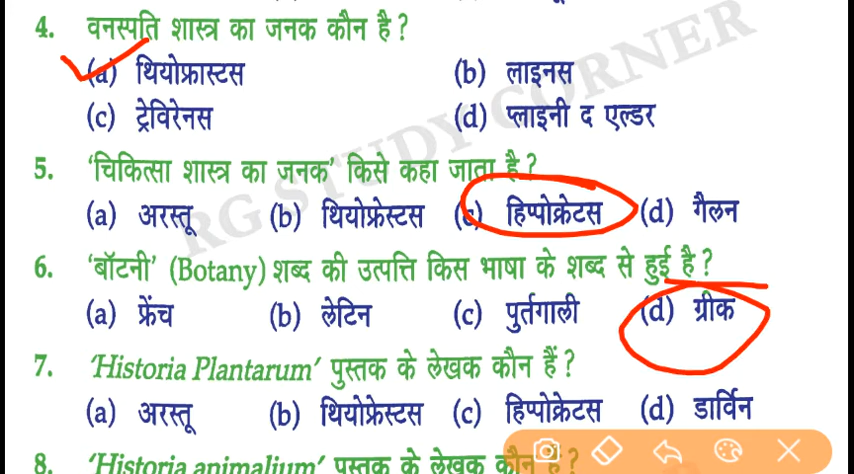 4. वनस्पति शास्त्र का जनक कौन है ?
(a) थियोफ्रास्टस (b) लाइनस
(c) ट्रेविरेनस (d) प्लाइनी द एल्डर
5. ‘चिकित्सा शास्त्र का जनक’ किसे कहा जाता है ?
(a) अरस्तू (b) थियोफ्रेस्टस (c) हिप्पोक्रेटस (d) गैलन
6. ‘बॉटनी’ (Botany) शब्द की उत्पत्ति किस भाषा के शब्द से हुई है ?
(a) फ्रेंच (b) लेटिन (c) पुर्तगाली (d) ग्रीक
7. ‘Historia Plantarum’ पुस्तक के लेखक कौन हैं ?
(a) अरस्तू (b) थियोफ्रेस्टस (c) हिप्पोक्रेटस (d) डार्विन
8. ‘Historia animalium’ पुस्तक के लेखक कौन है ?
RG STUDY CORNER